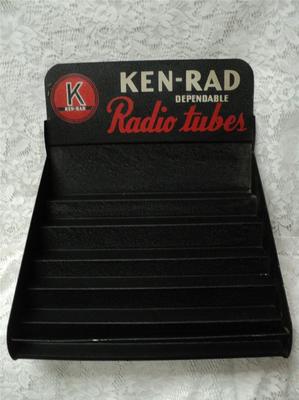 K
KEN-RAD
KEN-RAD
DEPENDABLE
Radio tubes